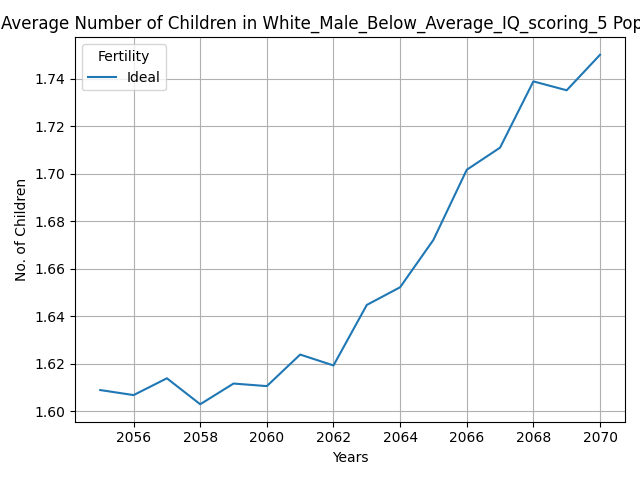 Average Number of Children in White_Male_Below_Average_IQ_scoring_5 Pop
Fertility
Ideal
1.74
1.72
1.70
1.68
1.66
1.64
1.62
1.60
No. of Children
2056 2058 2060 2062 2064 2066 2068 2070
Years